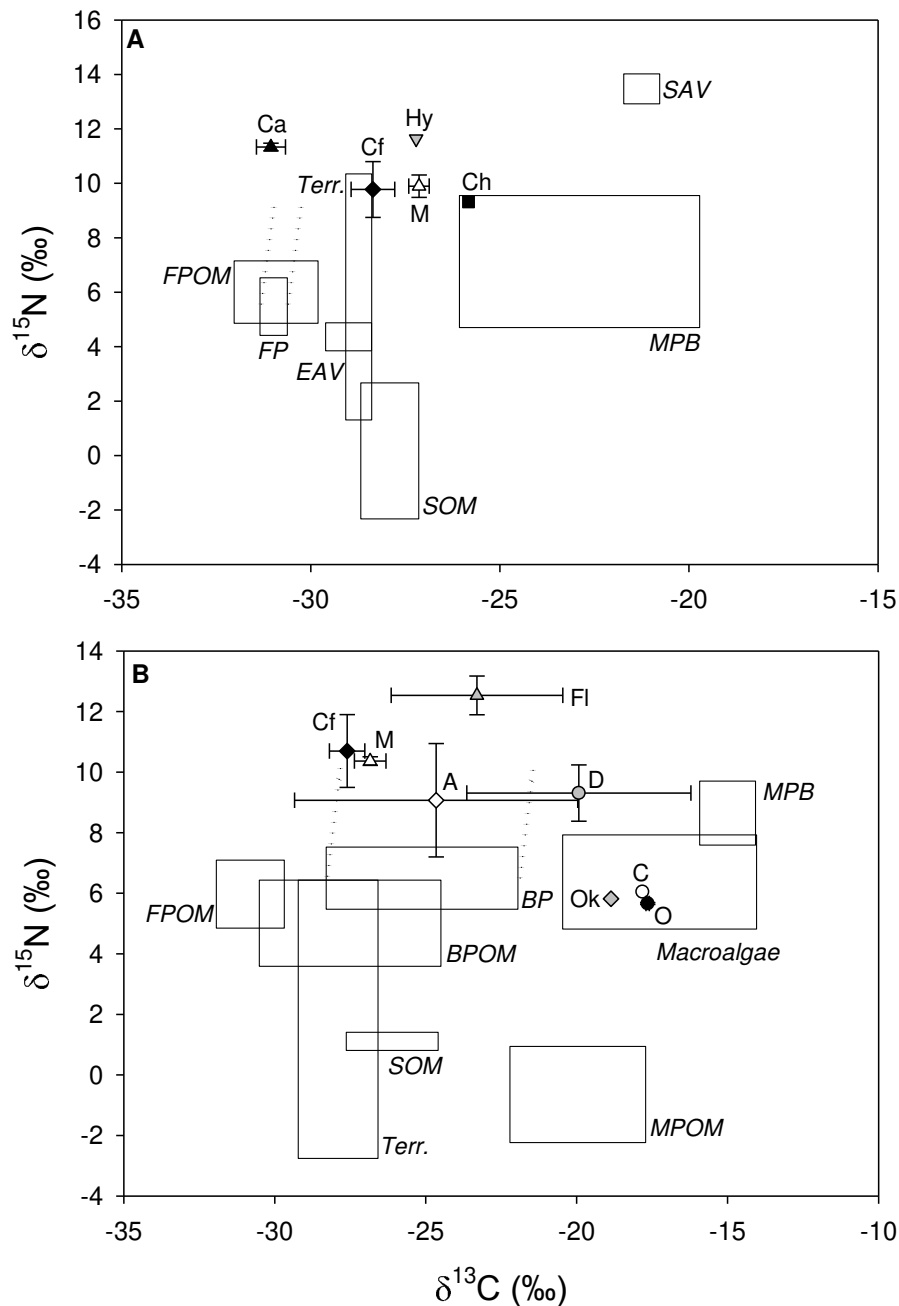 A
16
14
12
10
8
6
4
2
0
-2
-4
δ15N (‰)
SAV
Ca
Hy
Cf
Terr.
M
Ch
FPOM
FP
EAV
MPB
SOM
-35
-30
-25
-20
-15
B
14
12
10
8
6
4
2
0
-2
-4
δ15N (‰)
Fl
Cf
M
A
D
MPB
C
Ok
O
BP
FPOM
BPOM
Macroalgae
SOM
MPOM
Terr.
-35
-30
-25
-20
-15
-10
δ13C (‰)